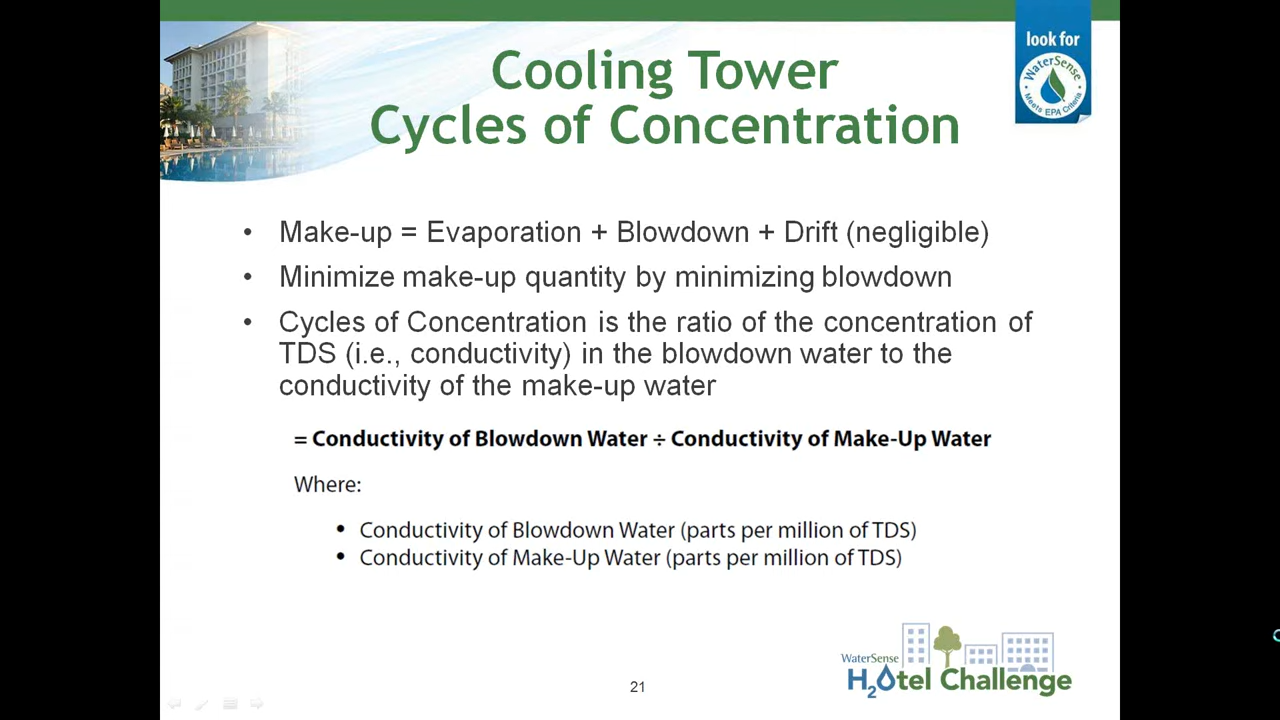 look for
WaterSense
Meets EPA Criteria
Cooling Tower
Cycles of Concentration
• Make-up = Evaporation + Blowdown + Drift (negligible)
• Minimize make-up quantity by minimizing blowdown
• Cycles of Concentration is the ratio of the concentration of
TDS (i.e., conductivity) in the blowdown water to the
conductivity of the make-up water
= Conductivity of Blowdown Water ÷ Conductivity of Make-Up Water
Where:
• Conductivity of Blowdown Water (parts per million of TDS)
• Conductivity of Make-Up Water (parts per million of TDS)
WaterSense
H2Otel Challenge
21